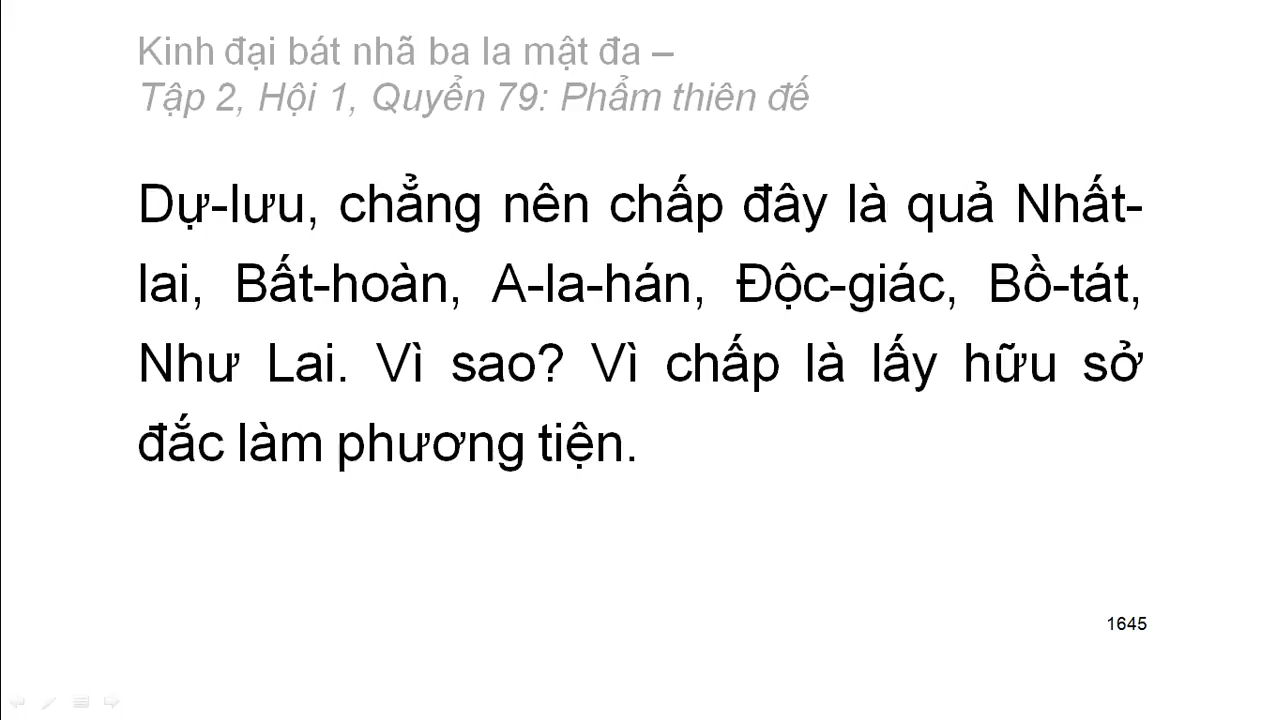 Kinh đại bát nhã ba la mật đa –
Tập 2, Hội 1, Quyển 79: Phẩm thiên đế
Dự-lưu, chẳng nên chấp đây là quả Nhất-
lai, Bất-hoàn, A-la-hán, Độc-giác, Bồ-tát,
Như Lai. Vì sao? Vì chấp là lấy hữu sở
đắc làm phương tiện.
1645